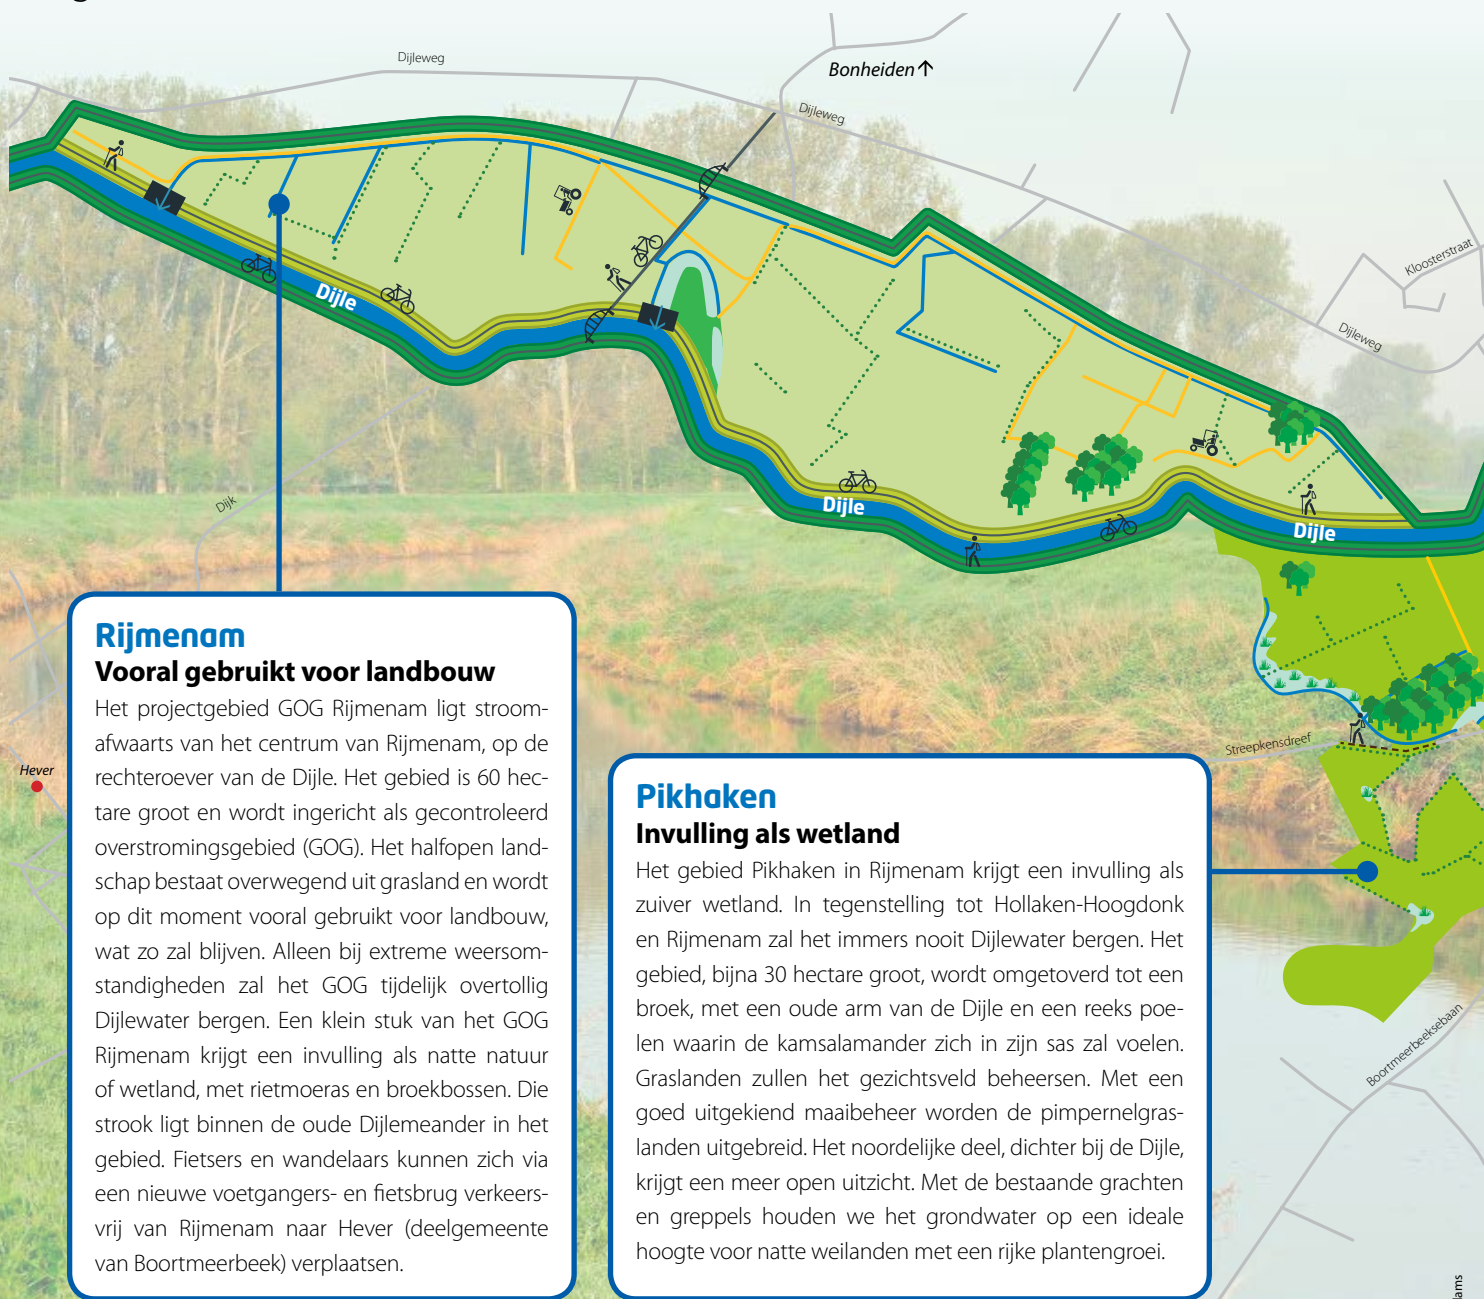 Dijleweg
Bonheiden
Dijleweg
Kloosterstraat
Dijleweg
Dijle
Dijle
Dijle
Dijk
Streepkensdreef
Hever
Boortmeerbeeksebaan
Rijmenam
Vooral gebruikt voor landbouw
Het projectgebied GOG Rijmenam ligt stroom-
afwaarts van het centrum van Rijmenam, op de
rechteroever van de Dijle. Het gebied is 60 hec-
tare groot en wordt ingericht als gecontroleerd
overstromingsgebied (GOG). Het halfopen land-
schap bestaat overwegend uit grasland en wordt
op dit moment vooral gebruikt voor landbouw,
wat zo zal blijven. Alleen bij extreme weersom-
standigheden zal het GOG tijdelijk overtollig
Dijlewater bergen. Een klein stuk van het GOG
Rijmenam krijgt een invulling als natte natuur
of wetland, met rietmoeras en broekbossen. Die
strook ligt binnen de oude Dijlemeander in het
gebied. Fietsers en wandelaars kunnen zich via
een nieuwe voetgangers- en fietsbrug verkeers-
vrij van Rijmenam naar Hever (deelgemeente
van Boortmeerbeek) verplaatsen.
Pikhaken
Invulling als wetland
Het gebied Pikhaken in Rijmenam krijgt een invulling als
zuiver wetland. In tegenstelling tot Hollaken-Hoogdonk
en Rijmenam zal het immers nooit Dijlewater bergen. Het
gebied, bijna 30 hectare groot, wordt omgetoverd tot een
broek, met een oude arm van de Dijle en een reeks poe-
len waarin de kamsalamander zich in zijn sas zal voelen.
Graslanden zullen het gezichtsveld beheersen. Met een
goed uitgekiend maaibeheer worden de pimpernelgras-
landen uitgebreid. Het noordelijke deel, dichter bij de Dijle,
krijgt een meer open uitzicht. Met de bestaande grachten
en greppels houden we het grondwater op een ideale
hoogte voor natte weilanden met een rijke plantengroei.